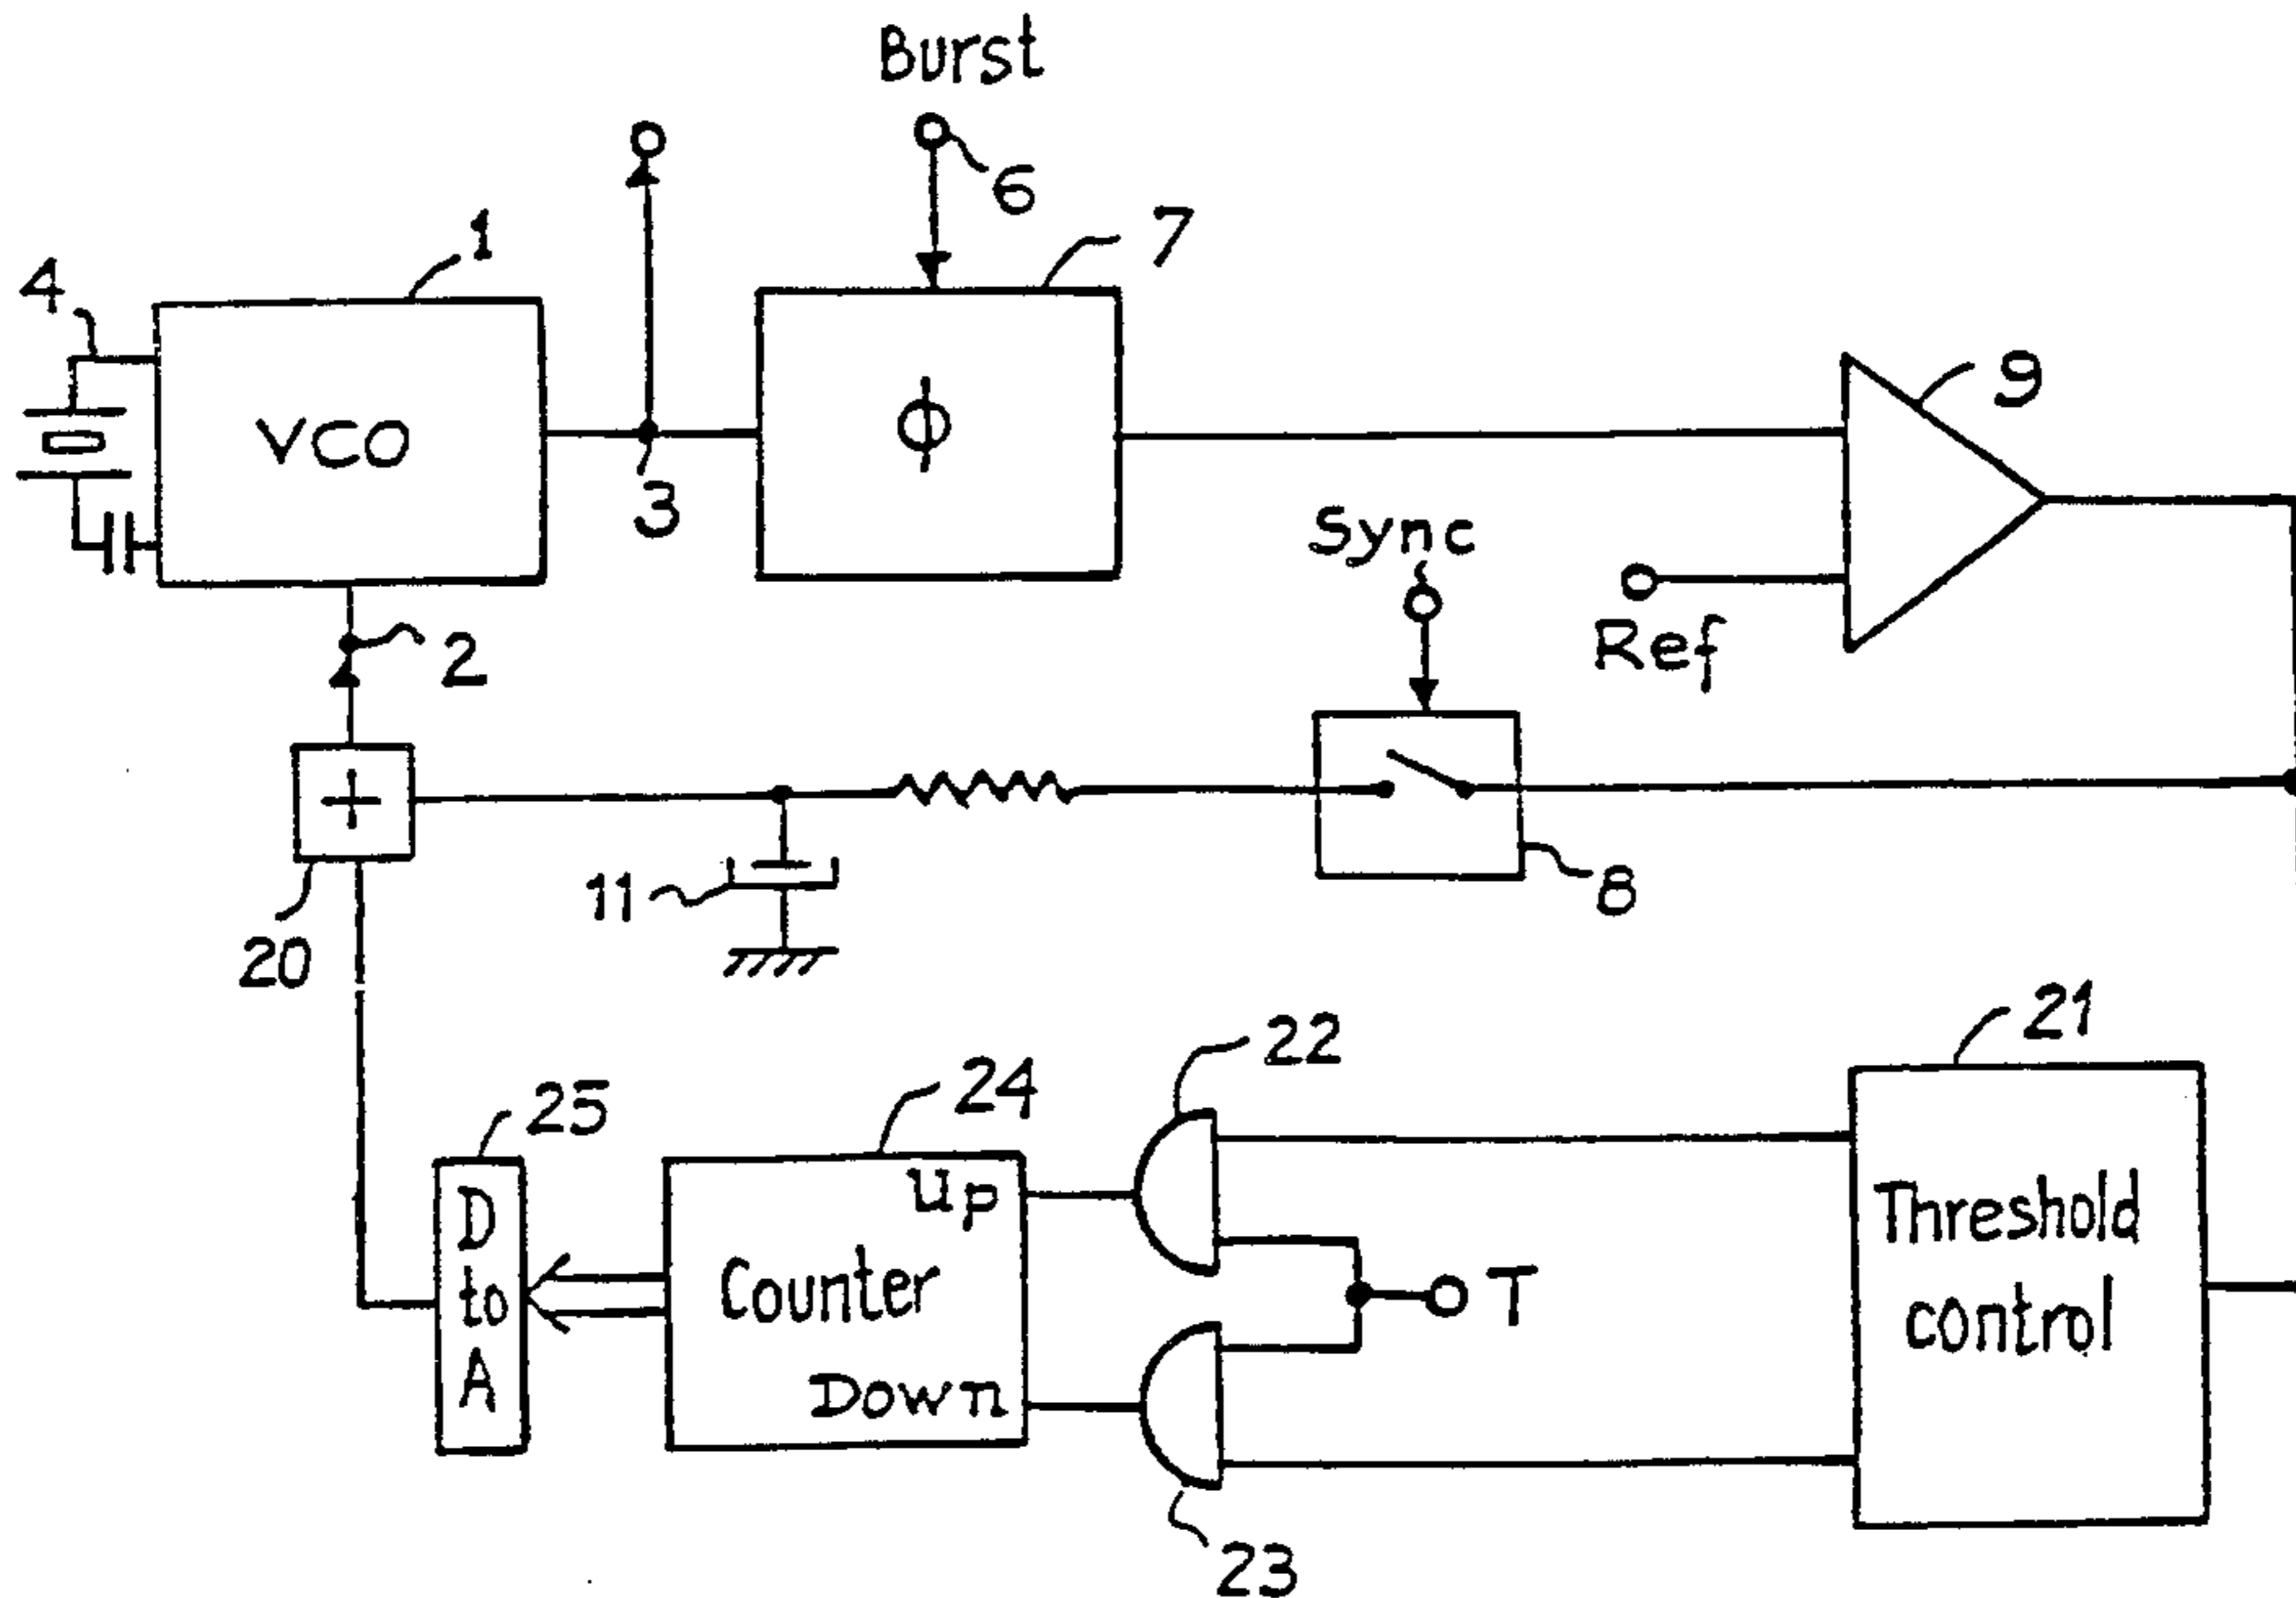 Burst
6
1
7
4
VCO
ϕ
9
3
Sync
Ref
2
+
11
8
20
21
22
24
25
Up
D
to
A
Counter
T
Threshold
control
Down
23